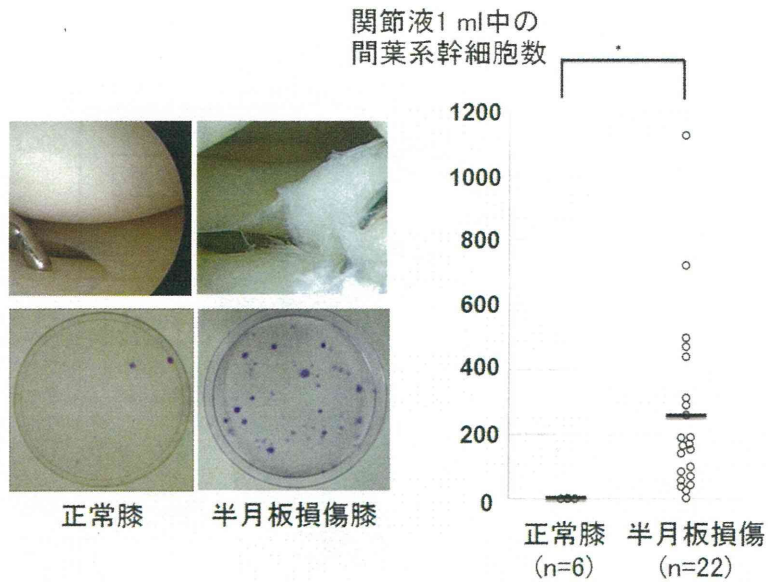 関節液1 ml中の
間葉系幹細胞数
*
1200
1000
800
600
400
200
0
正常膝
半月板損傷膝
正常膝
半月板損傷
(n=6)
(n=22)